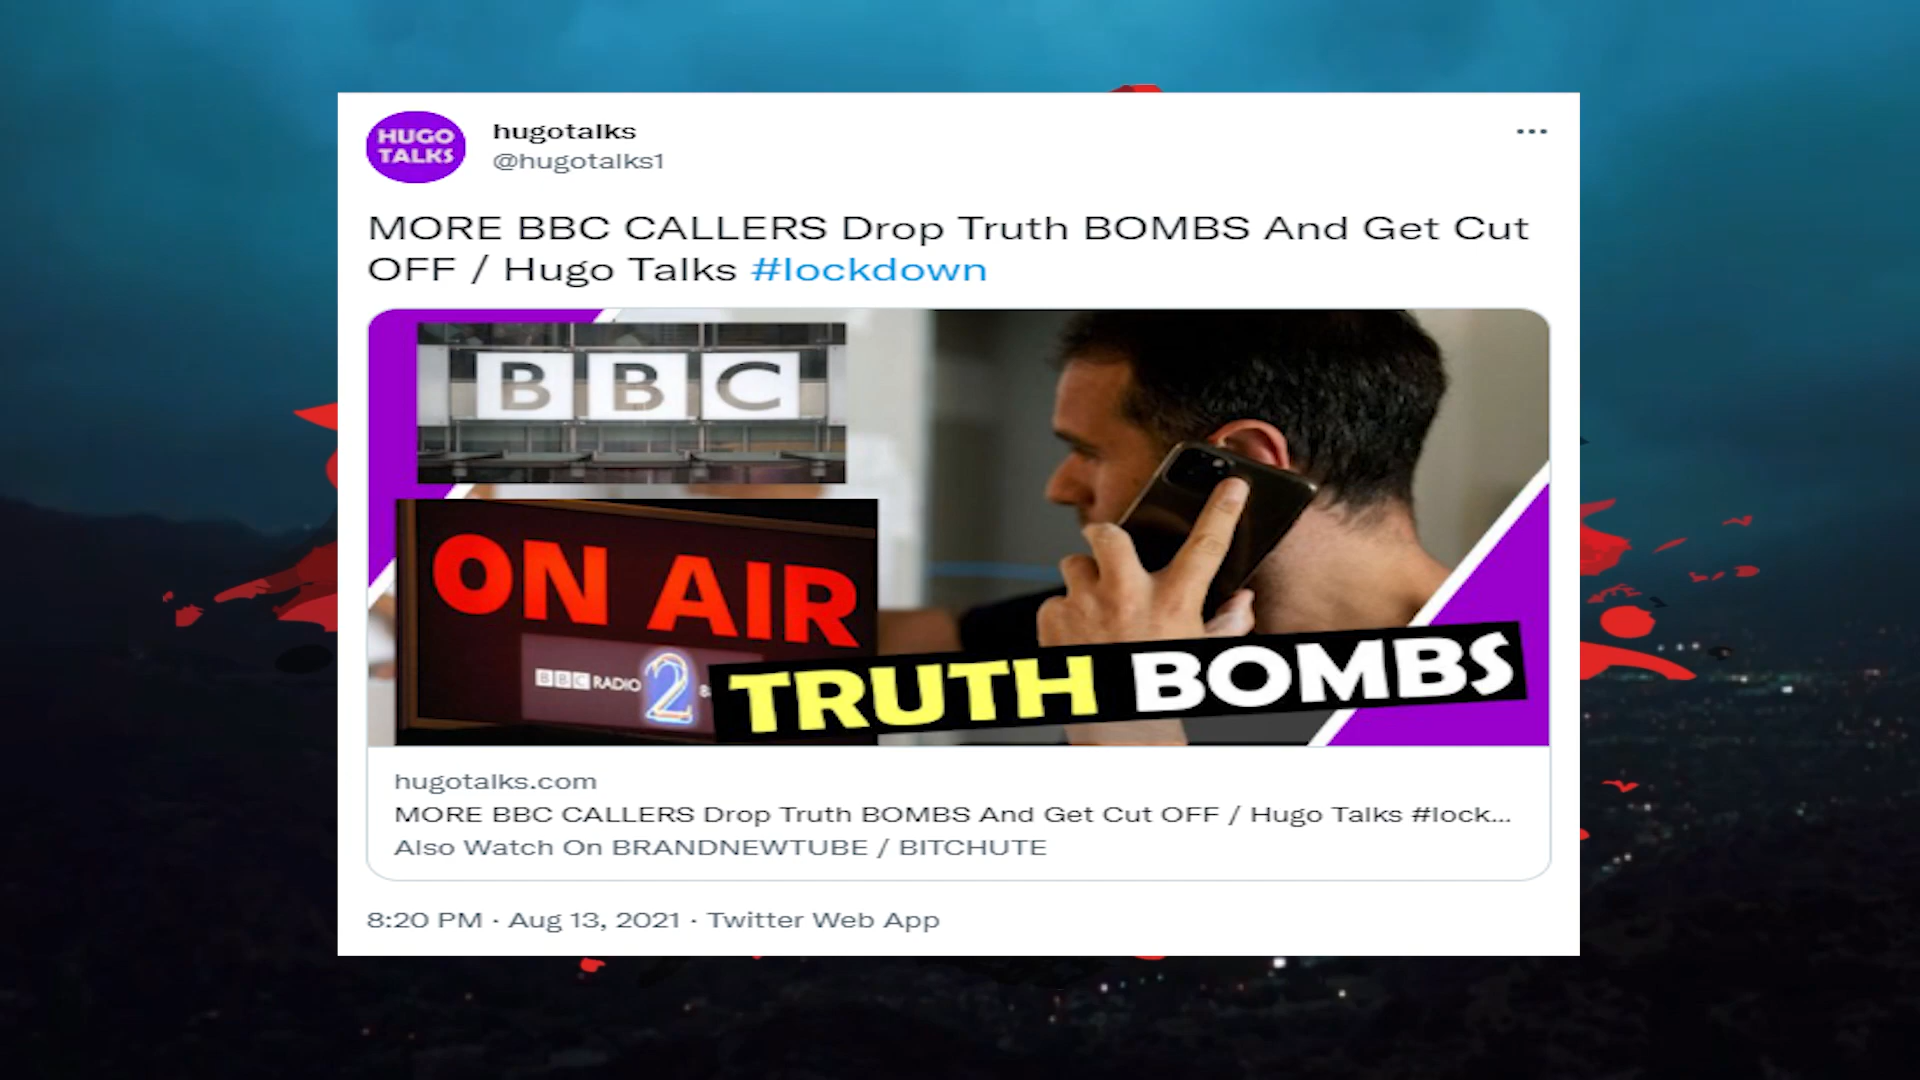 HUGO
TALKS
hugotalks
@hugotalks1
MORE BBC CALLERS Drop Truth BOMBS And Get Cut
OFF / Hugo Talks #lockdown
BBC
ON AIR
BBC RADIO 2
TRUTH BOMBS
hugotalks.com
MORE BBC CALLERS Drop Truth BOMBS And Get Cut OFF / Hugo Talks #lock...
Also Watch On BRANDNEWTUBE / BITCHUTE
8:20 PM · Aug 13, 2021 · Twitter Web App